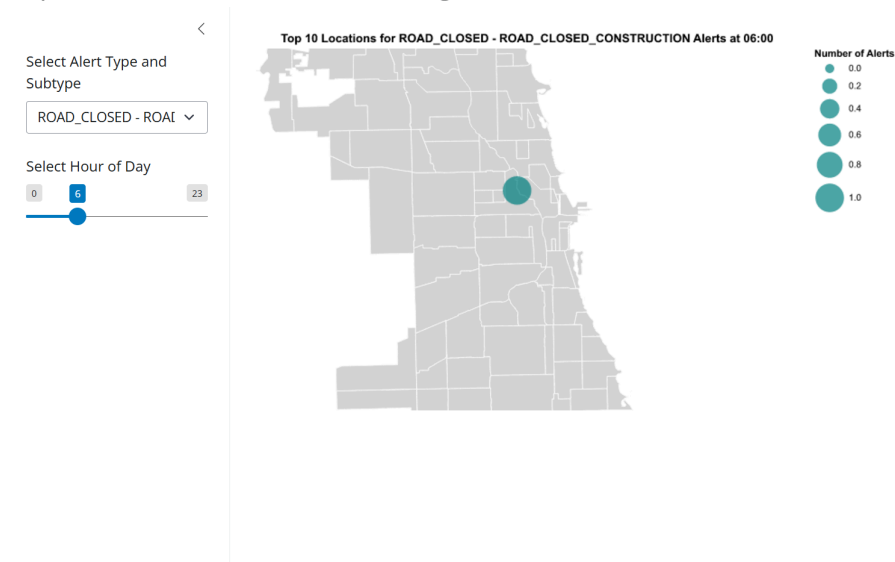 Select Alert Type and
Subtype
ROAD_CLOSED - ROAD
Select Hour of Day
0
6
23
Top 10 Locations for ROAD_CLOSED - ROAD_CLOSED_CONSTRUCTION Alerts at 06:00
Number of Alerts
0.0
0.2
0.4
0.6
0.8
1.0